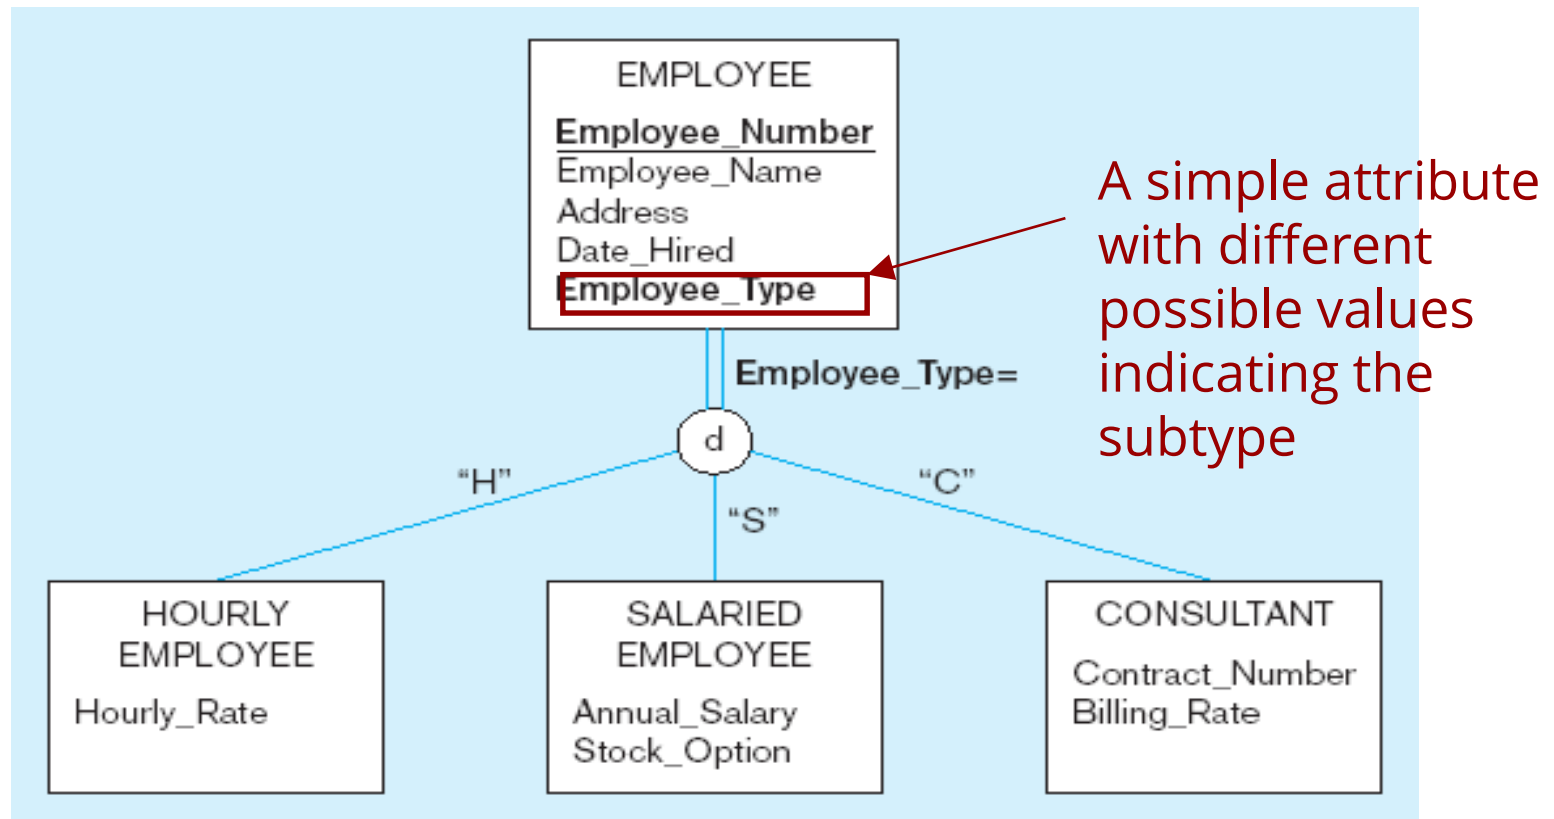 EMPLOYEE
Employee_Number
Employee_Name
Address
Date_Hired
Employee_Type
A simple attribute
with different
possible values
indicating the
subtype
Employee_Type=
d
“H”
“S”
“C”
HOURLY
EMPLOYEE
Hourly_Rate
SALARIED
EMPLOYEE
Annual_Salary
Stock_Option
CONSULTANT
Contract_Number
Billing_Rate